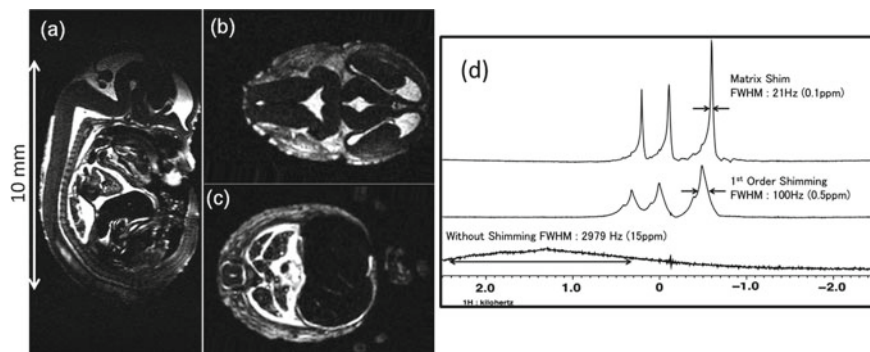 (a)
10 mm
(b)
(c)
(d)
Matrix Shim
FWHM : 21Hz (0.1ppm)
1st Order Shimming
FWHM : 100Hz (0.5ppm)
Without Shimming FWHM : 2979 Hz (15ppm)
2.0 1.0 0 -1.0 -2.0
1H : kilohertz